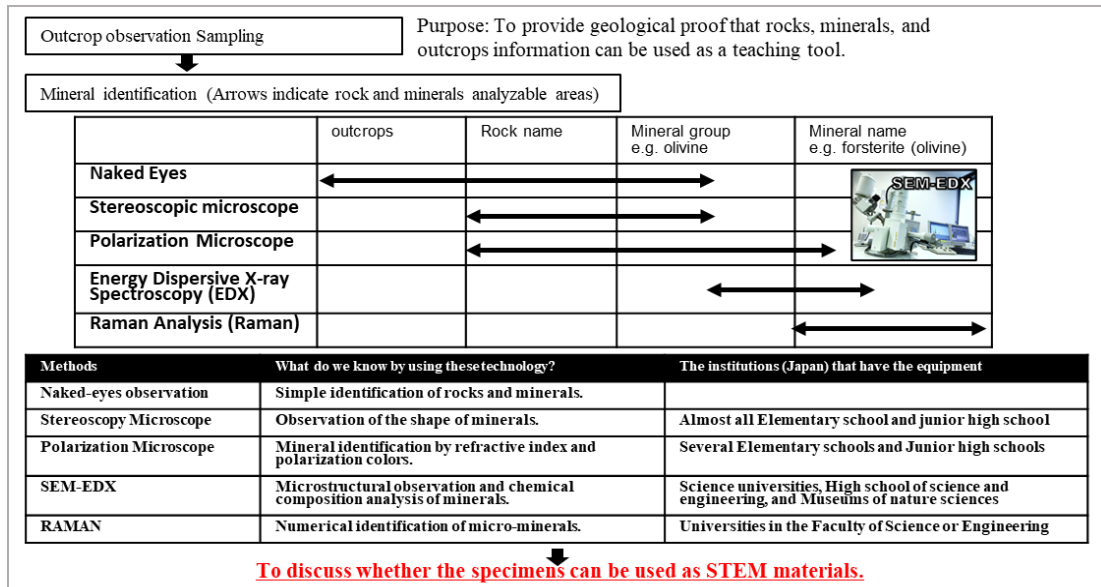 Outcrop observation Sampling
Purpose: To provide geological proof that rocks, minerals, and
outcrops information can be used as a teaching tool.
Mineral identification (Arrows indicate rock and minerals analyzable areas)
outcrops
Rock name
Mineral group
e.g. olivine
Mineral name
e.g. forsterite (olivine)
Naked Eyes
SEM-EDX
Stereoscopic microscope
Polarization Microscope
Energy Dispersive X-ray
Spectroscopy (EDX)
Raman Analysis (Raman)
Methods
What do we know by using these technology?
The institutions (Japan) that have the equipment
Naked-eyes observation
Simple identification of rocks and minerals.
Stereoscopy Microscope
Observation of the shape of minerals.
Almost all Elementary school and junior high school
Polarization Microscope
Mineral identification by refractive index and
polarization colors.
Several Elementary schools and Junior high schools
SEM-EDX
Microstructural observation and chemical
composition analysis of minerals.
Science universities, High school of science and
engineering, and Museums of nature sciences
RAMAN
Numerical identification of micro-minerals.
Universities in the Faculty of Science or Engineering
To discuss whether the specimens can be used as STEM materials.